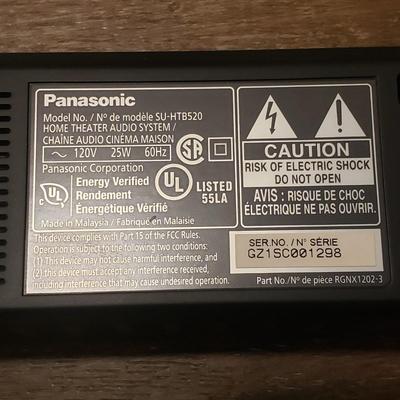 Panasonic
Model No. / Nº de modèle SU-HTB520
HOME THEATER AUDIO SYSTEM /
CHAÎNE AUDIO CINÉMA MAISON
120V 25W 60Hz
Panasonic Corporation
Energy Verified
Rendement
Énergétique Vérifié
UL
UL
LISTED
55LA
Made in Malaysia / Fabriqué en Malaisie
This device complies with Part 15 of the FCC Rules.
Operation is subject to the following two conditions:
(1) This device may not cause harmful interference, and
(2) this device must accept any interference received,
including interference that may cause undesired operation.
CAUTION
RISK OF ELECTRIC SHOCK
DO NOT OPEN
AVIS : RISQUE DE CHOC
ÉLECTRIQUE NE PAS OUVRIR.
SER.NO. / Nº SÉRIE
GZ1SC001298
Part No./Nº de pièce RGNX1202-3